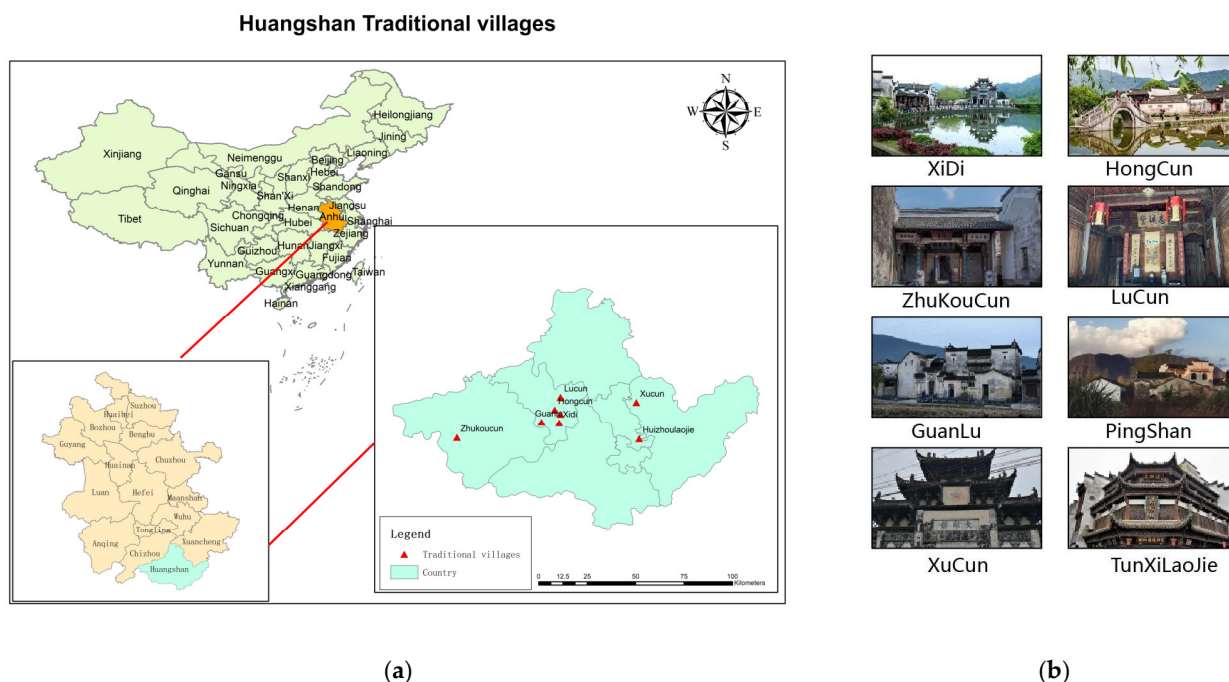 Huangshan Traditional villages
N
W E
S
Heilongjiang
Jining
Liaoning
Xinjiang
Neimenggu
Beijing
Gansu
Hebei
Ningxia
Shanxi
Qinghai
Shandong
Shan'Xi
Henan
Jiangsu
Tibet
Chongqing
Anhui
Sichuan
Hubei
Shanghai
Zejiang
Hunan
Jiangxi
Guizhou
Fujian
Yunnan
Guangxi
Guangdong
Taiwan
Xianggang
Hainan
Suzhou
Huaibei
Bozhou
Bengbu
Guyang
Huainan
Chuzhou
Luan
Hefei
Maanshan
Wuhu
Tongling
Anqing
Xuancheng
Chizhou
Huangshan
Lucun
Hongcun
Xucun
Xidi
Zhukoucun
Huizhoulaojie
Legend
Traditional villages
Country
0 12.5 25 50 75 100
Kilometers
(a)
XiDi
HongCun
ZhuKouCun
LuCun
GuanLu
PingShan
XuCun
TunXiLaoJie
(b)